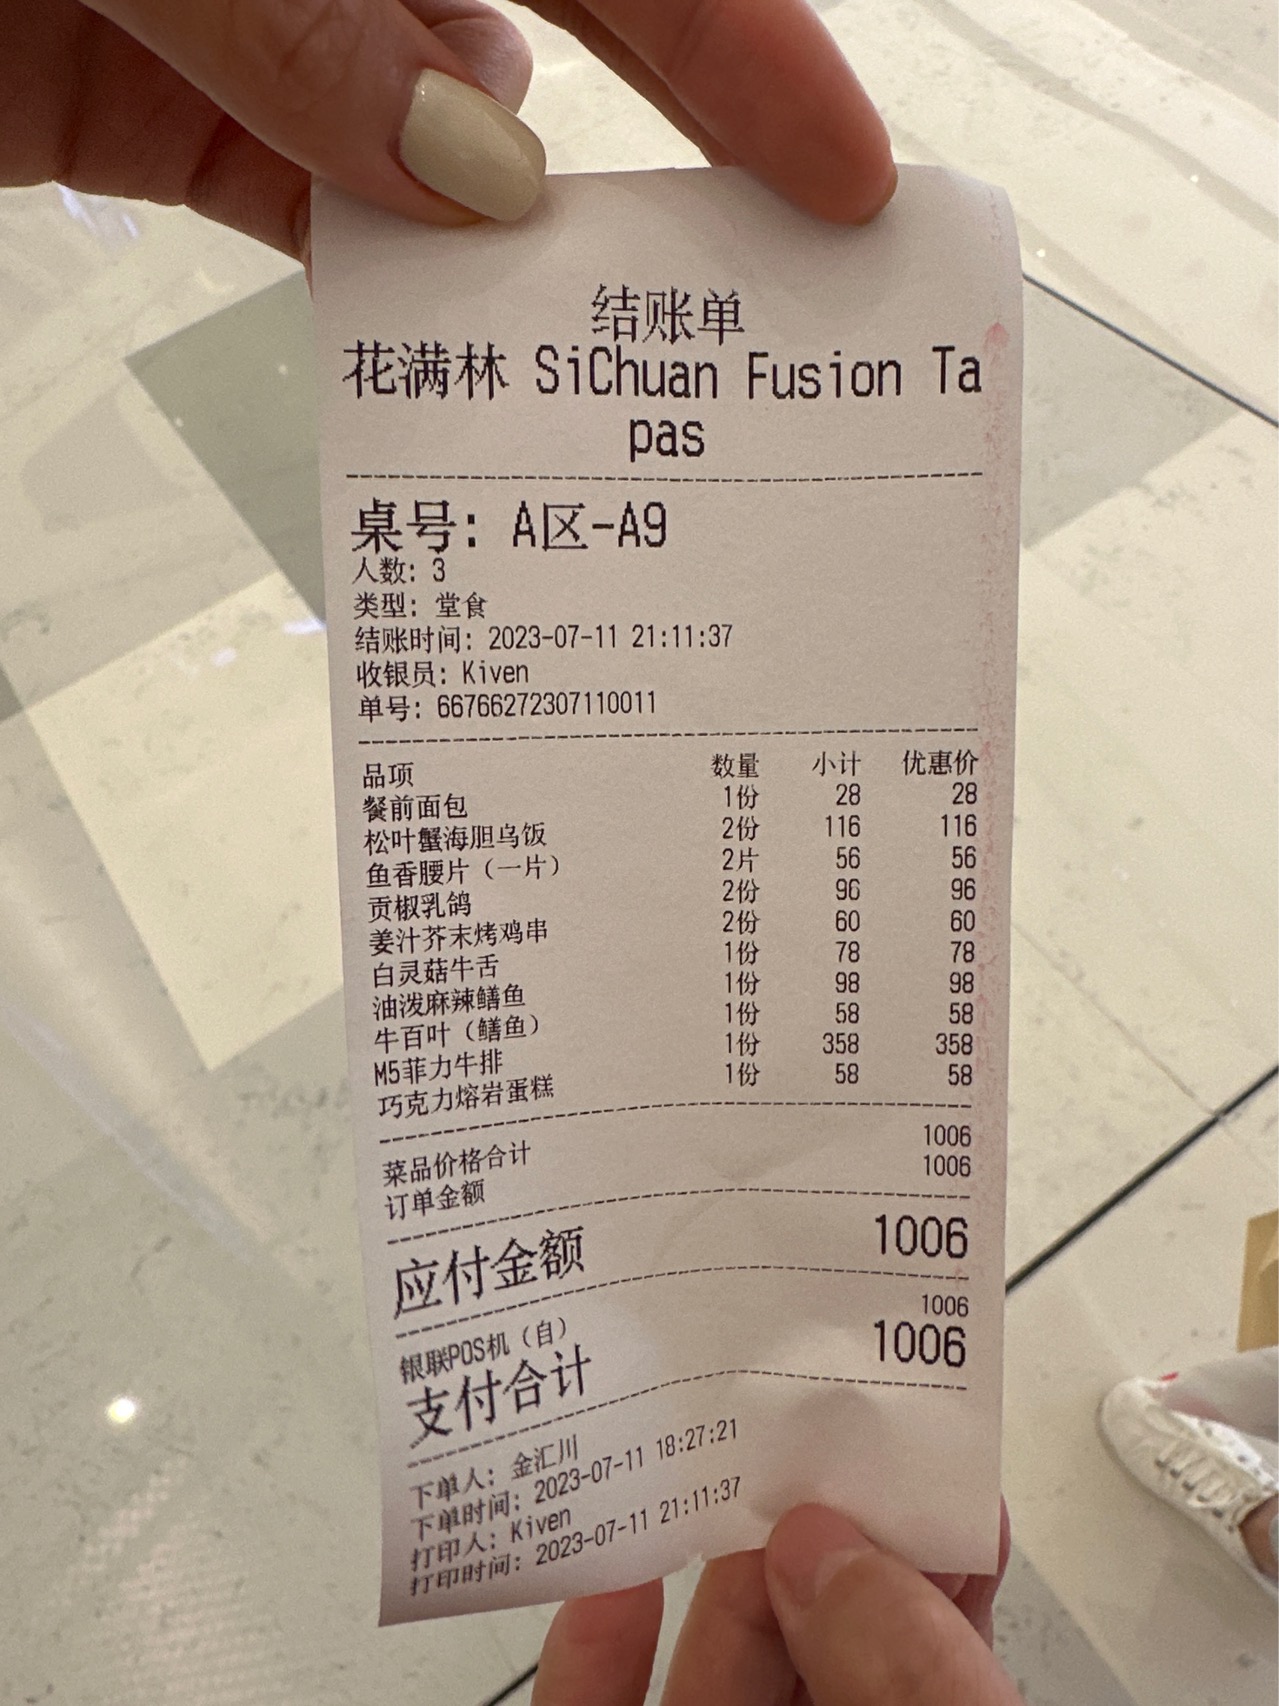 结账单
花满林 SiChuan Fusion Ta
pas
桌号: A区-A9
人数: 3
类型: 堂食
结账时间: 2023-07-11 21:11:37
收银员: Kiven
单号: 66766272307110011
品项 数量 小计 优惠价
餐前面包 1份 28 28
松叶蟹海胆乌饭 2份 116 116
鱼香腰片（一片） 2片 56 56
贡椒乳鸽 2份 96 96
姜汁芥末烤鸡串 2份 60 60
白灵菇牛舌 1份 78 78
油泼麻辣鳝鱼 1份 98 98
牛百叶（鳝鱼） 1份 58 58
M5菲力牛排 1份 358 358
巧克力熔岩蛋糕 1份 58 58
菜品价格合计 1006
订单金额 1006
应付金额 1006
银联POS机（自） 1006
支付合计 1006
下单人: 金汇川
下单时间: 2023-07-11 18:27:21
打印人: Kiven
打印时间: 2023-07-11 21:11:37